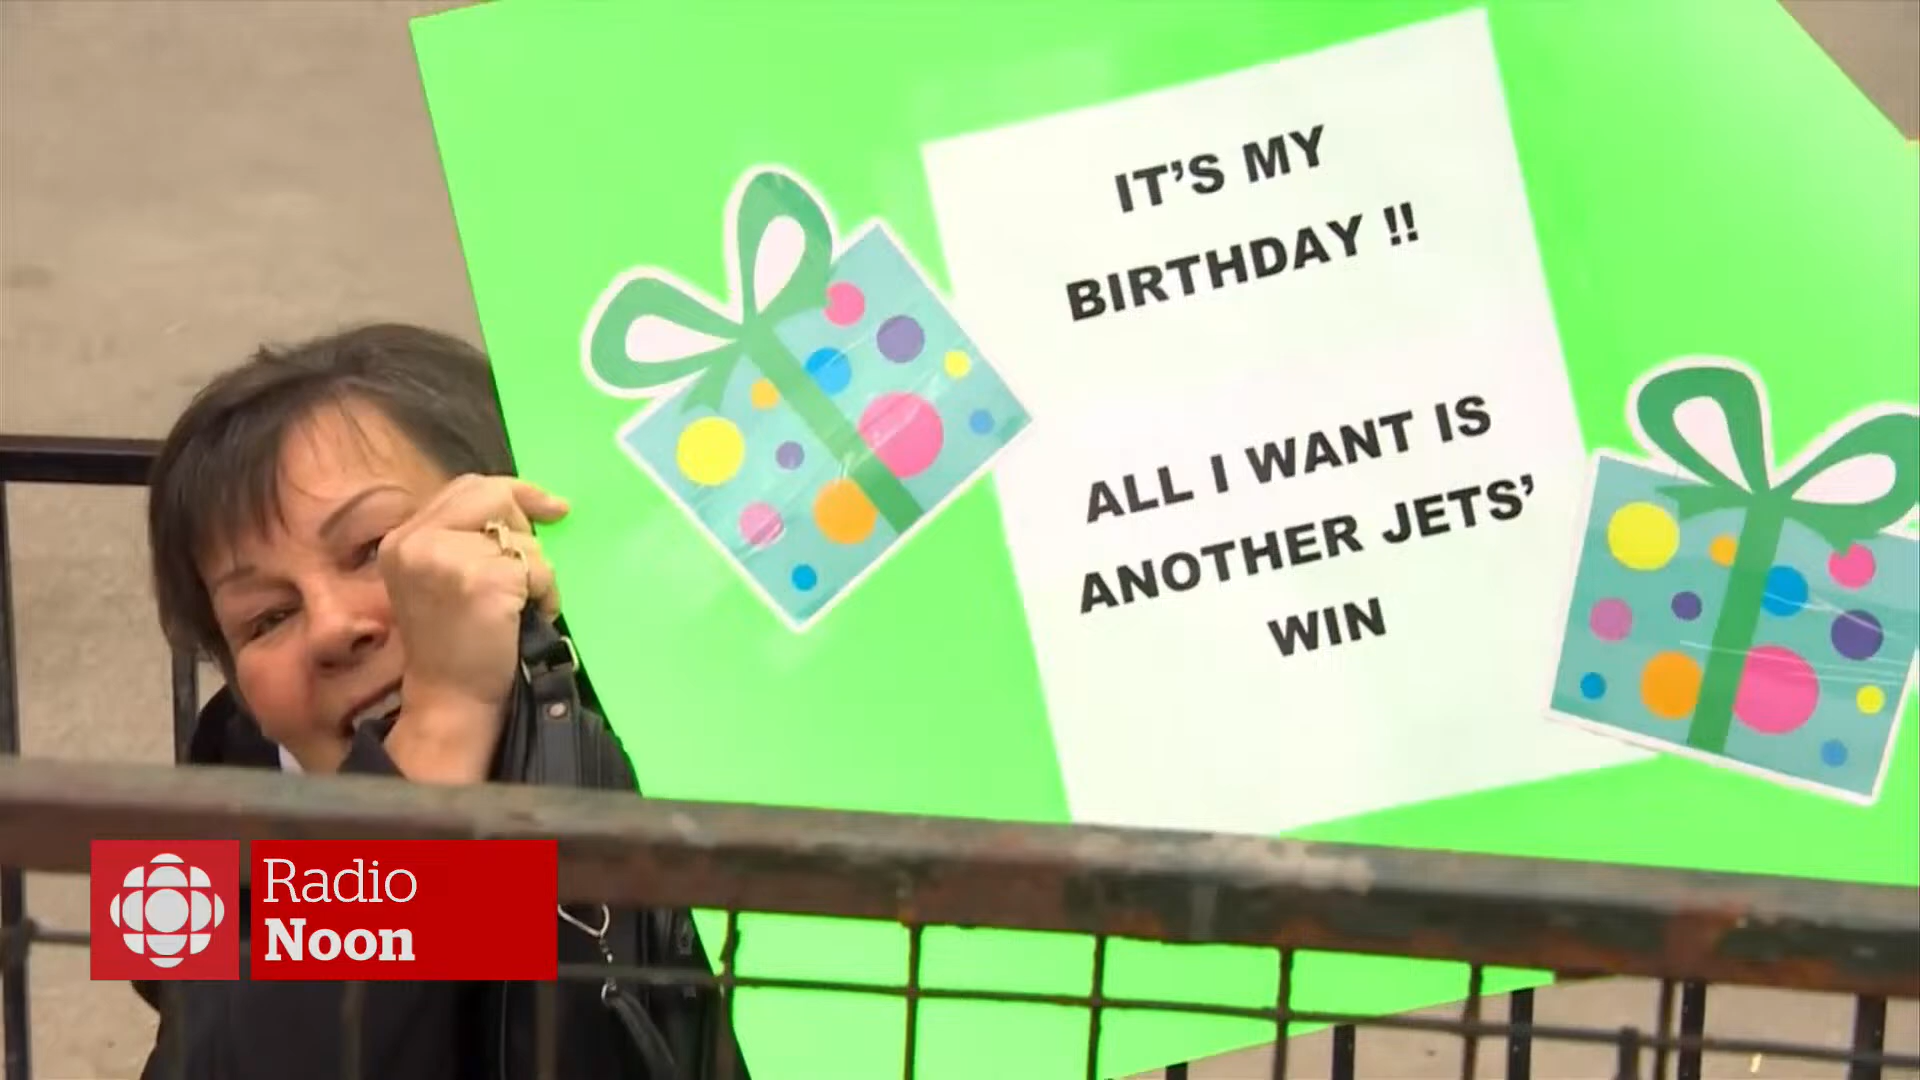 IT'S MY
BIRTHDAY !!
ALL I WANT IS
ANOTHER JETS'
WIN
Radio
Noon